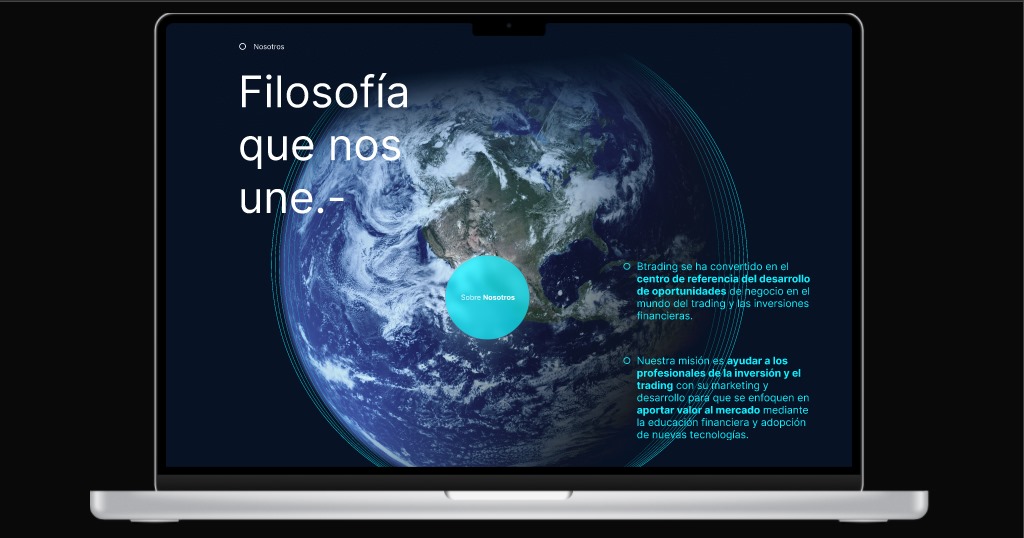 Nosotros
Filosofía
que nos
une.-
Sobre Nosotros
Btrading se ha convertido en el
centro de referencia del desarrollo
de oportunidades de negocio en el
mundo del trading y las inversiones
financieras.
Nuestra misión es ayudar a los
profesionales de la inversión y el
trading con su marketing y
desarrollo para que se enfoquen en
aportar valor al mercado mediante
la educación financiera y adopción
de nuevas tecnologías.